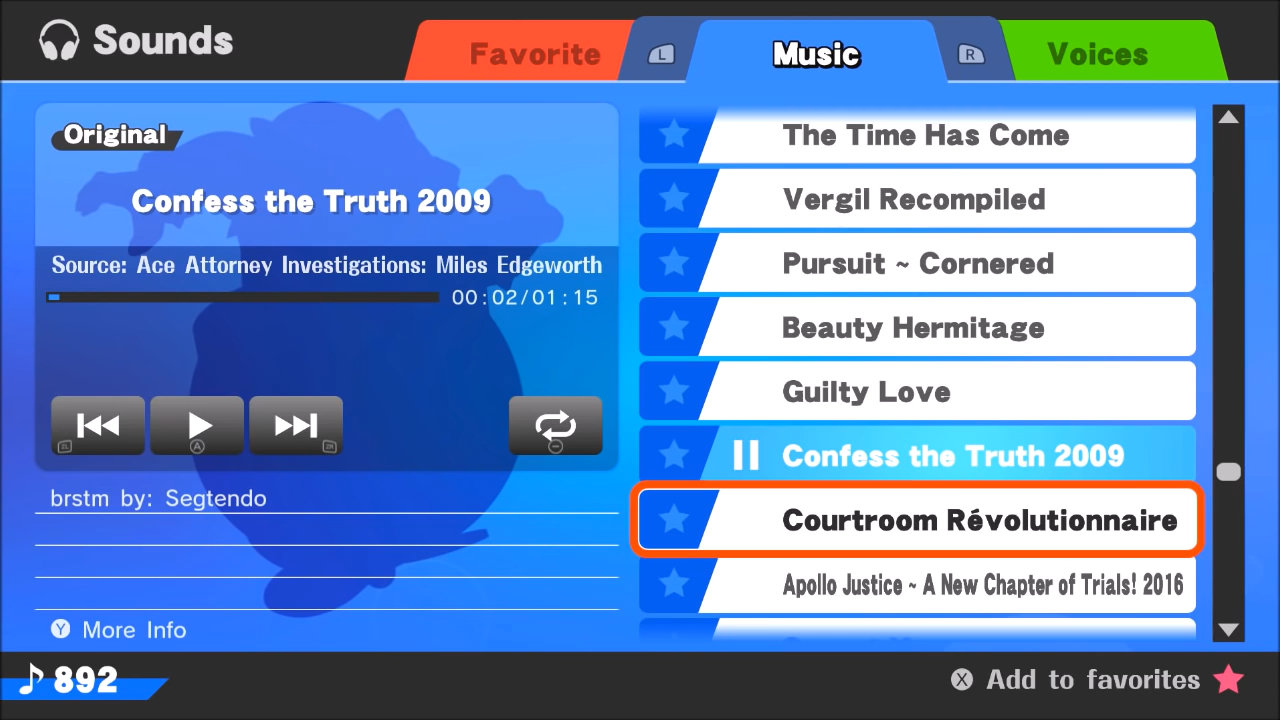 Sounds
Favorite
L
Music
R
Voices
Original
Confess the Truth 2009
Source: Ace Attorney Investigations: Miles Edgeworth
00:02/01:15
ZL
A
ZR
brstm by: Segtendo
Y More Info
The Time Has Come
Vergil Recompiled
Pursuit ~ Cornered
Beauty Hermitage
Guilty Love
Confess the Truth 2009
Courtroom Révolutionnaire
Apollo Justice ~ A New Chapter of Trials! 2016
892
X Add to favorites